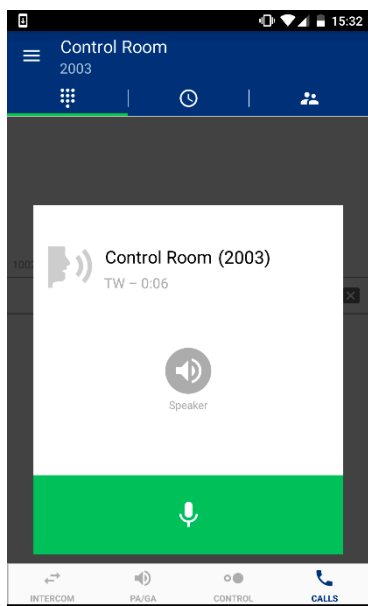 15:32
Control Room
2003
Control Room (2003)
TW – 0:06
Speaker
INTERCOM PA/GA CONTROL CALLS